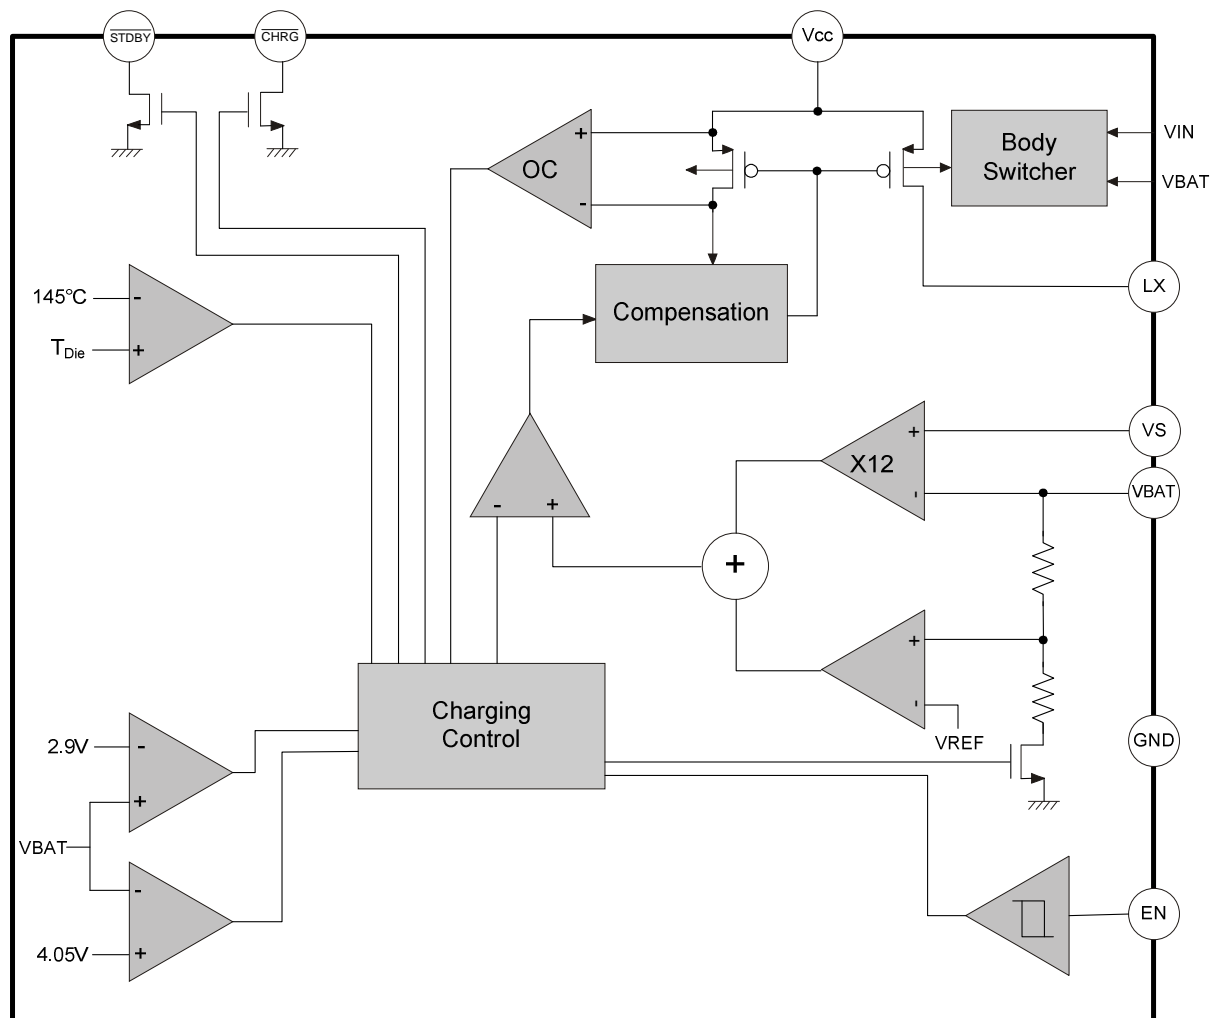 STDBY
CHRG
Vcc
+
OC
-
Body
Switcher
VIN
VBAT
LX
145°C
-
TDie
+
Compensation
VS
+
X12
-
VBAT
-
+
+
+
-
VREF
Charging
Control
GND
2.9V
-
+
VBAT
-
4.05V
+
EN